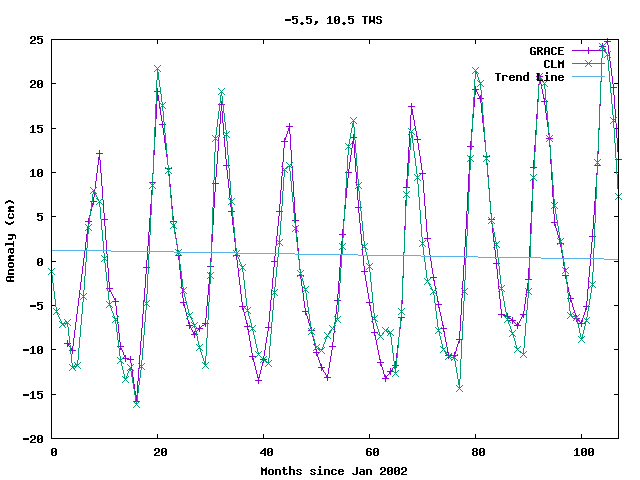 -5.5, 10.5 TWS
25
20
15
10
5
0
-5
-10
-15
-20
Anomaly (cm)
GRACE
CLM
Trend Line
0 20 40 60 80 100
Months since Jan 2002